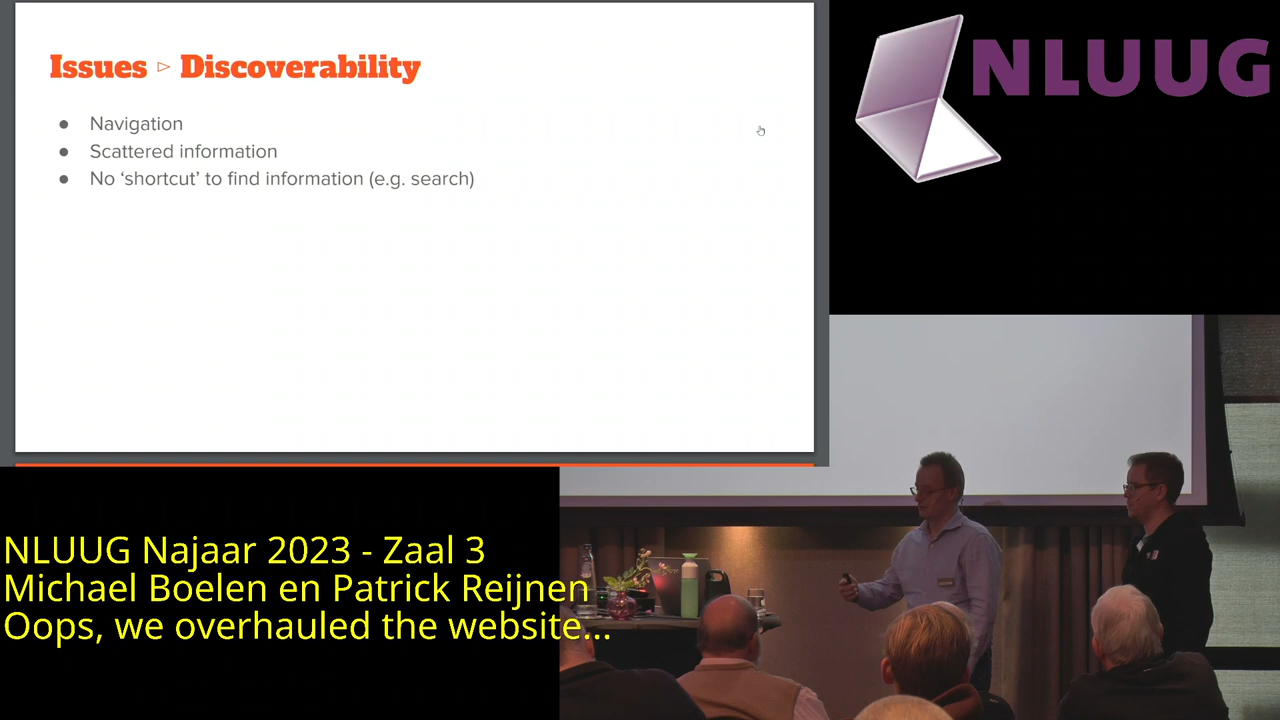 Issues ▹ Discoverability
● Navigation
● Scattered information
● No ‘shortcut’ to find information (e.g. search)
NLUUG
NLUUG Najaar 2023 - Zaal 3
Michael Boelen en Patrick Reijnen
Oops, we overhauled the website...